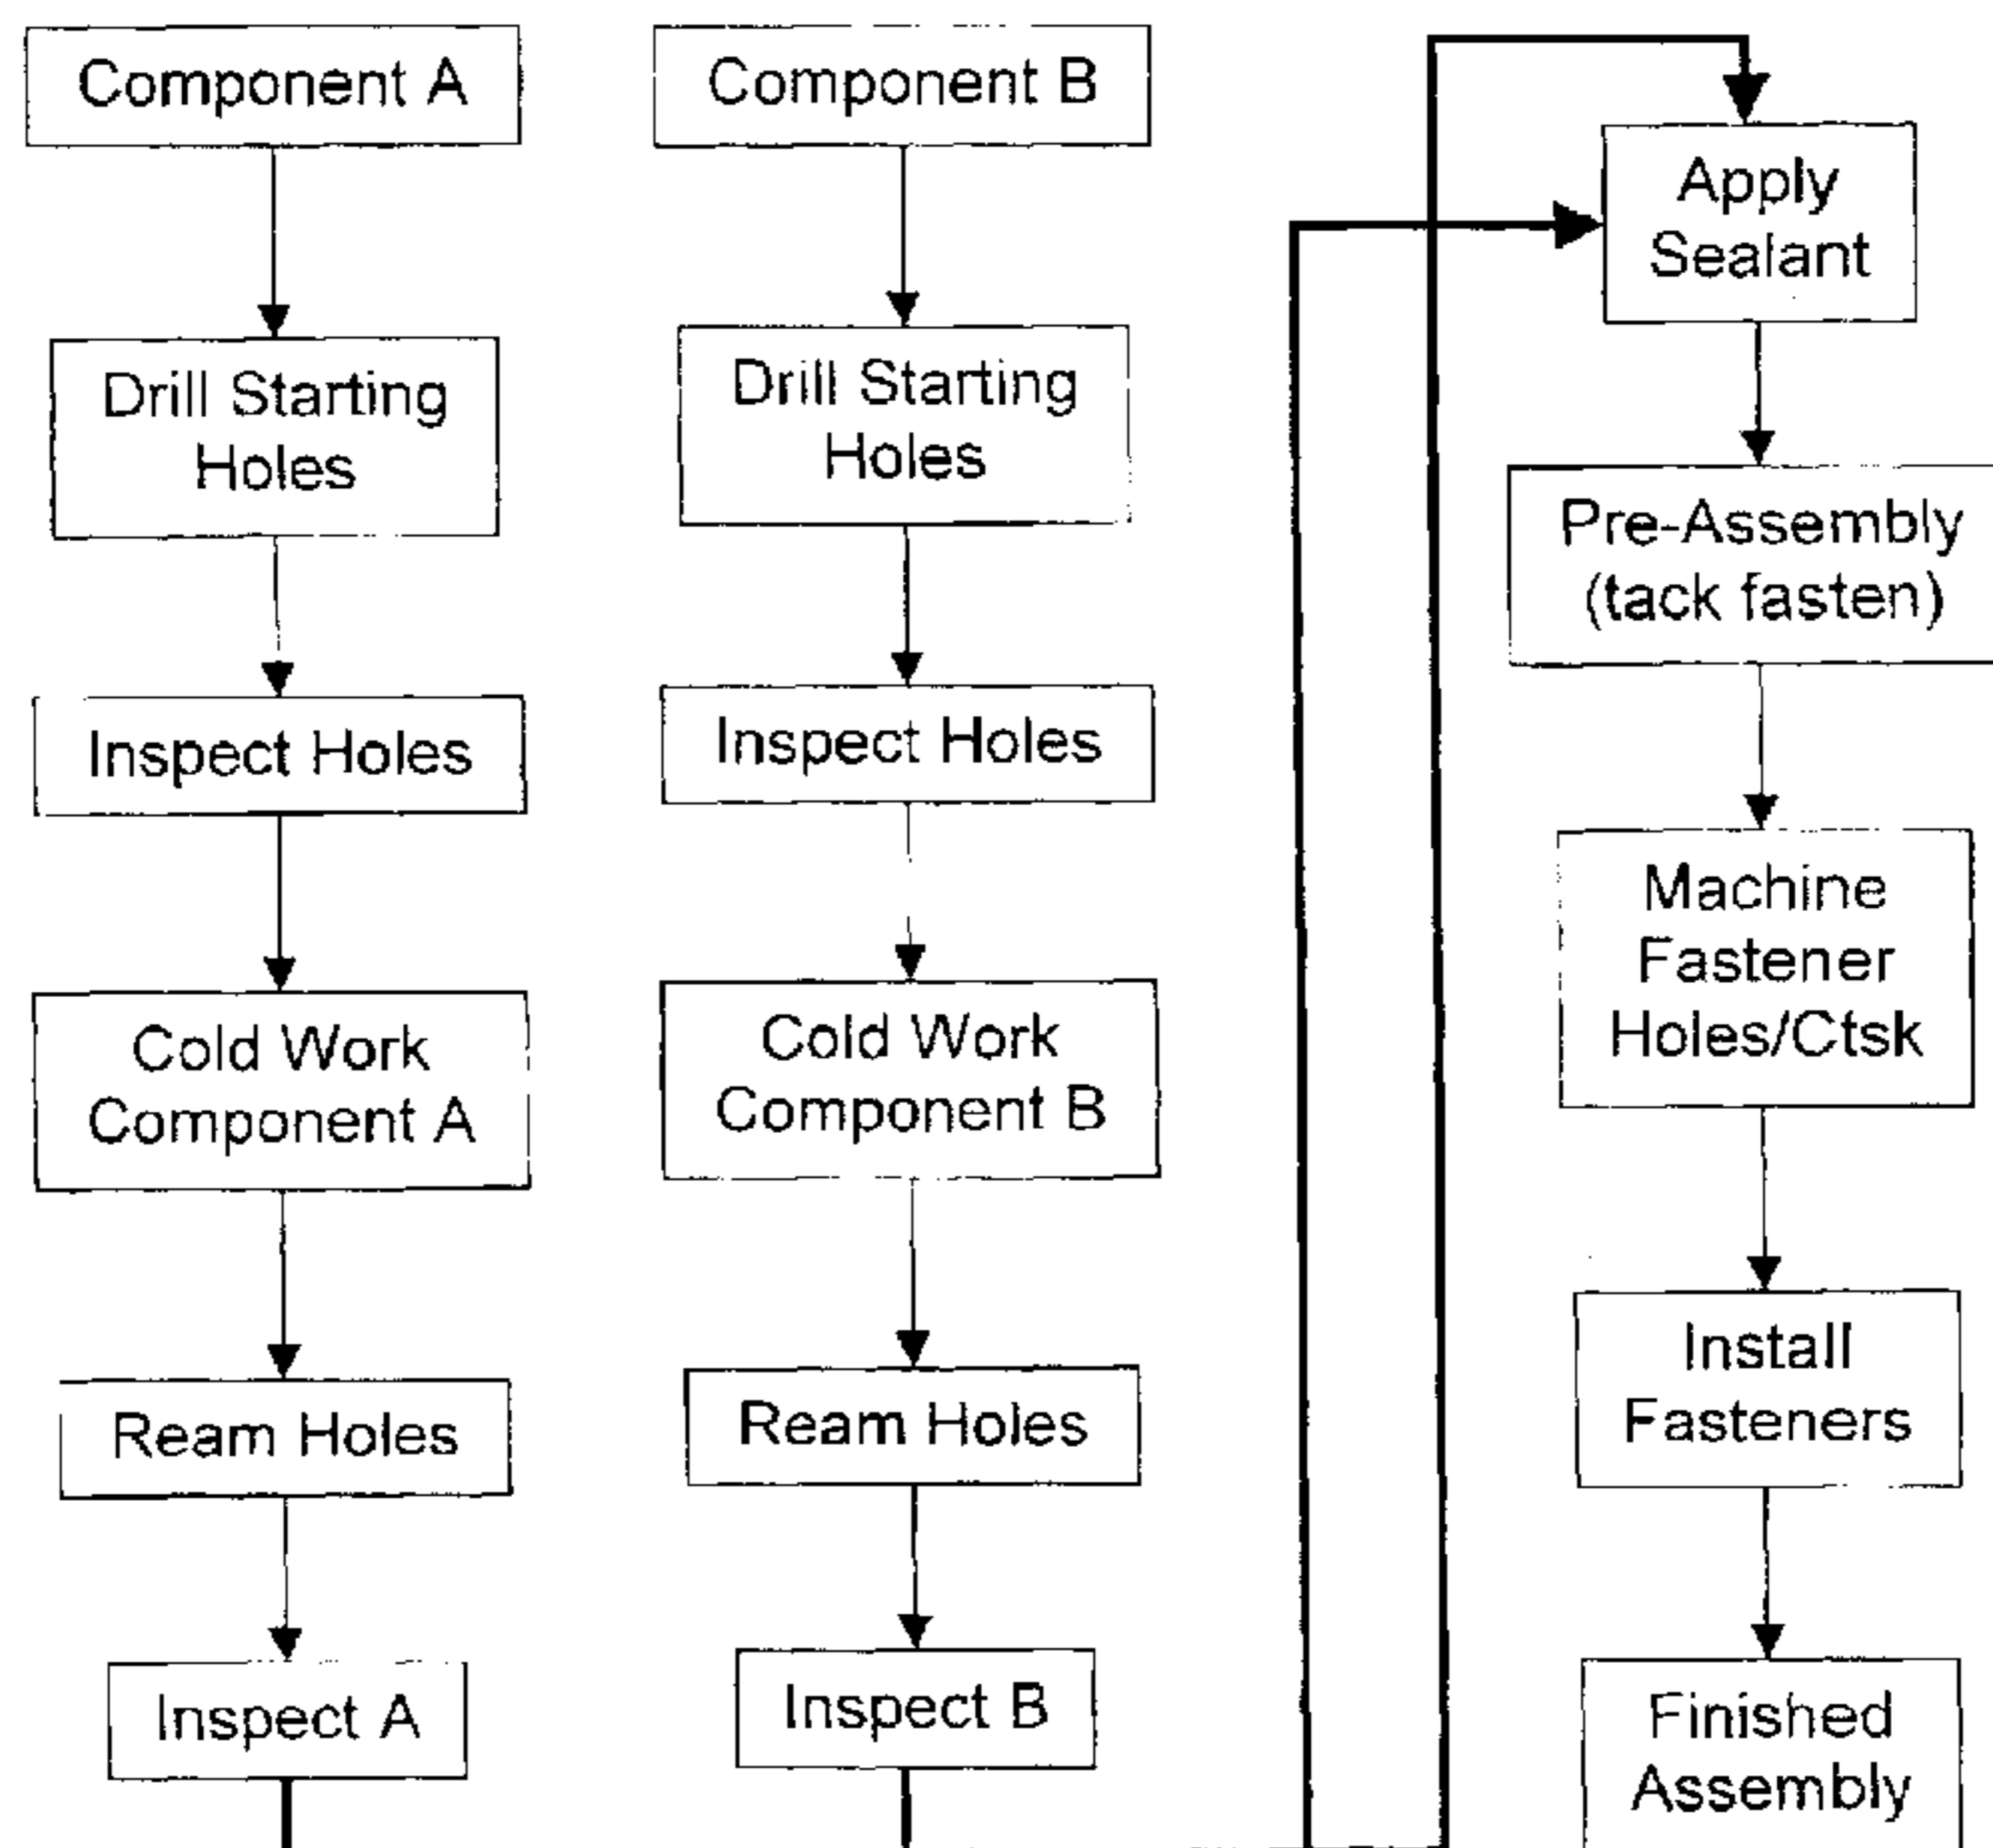 Component A
Drill Starting
Holes
Inspect Holes
Cold Work
Component A
Ream Holes
Inspect A
Component B
Drill Starting
Holes
Inspect Holes
Cold Work
Component B
Ream Holes
Inspect B
Apply
Sealant
Pre-Assembly
(tack fasten)
Machine
Fastener
Holes/Ctsk
Install
Fasteners
Finished
Assembly